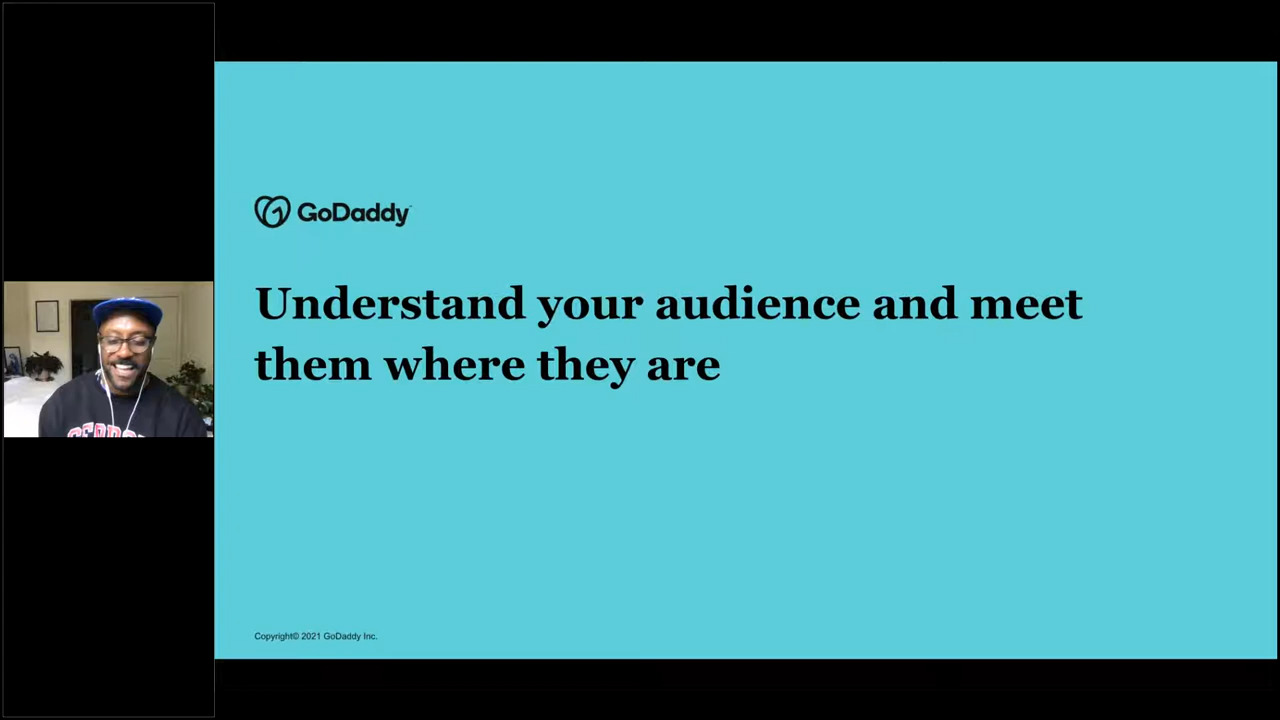 GoDaddy
Understand your audience and meet
them where they are
Copyright© 2021 GoDaddy Inc.